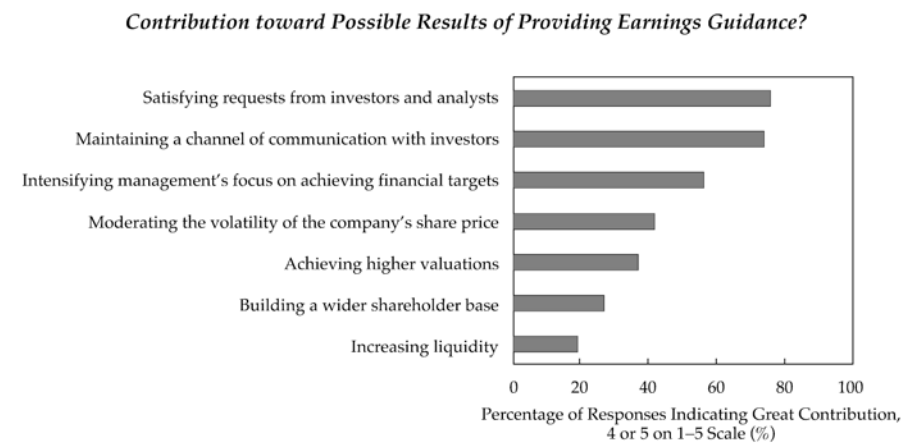 Contribution toward Possible Results of Providing Earnings Guidance?
Satisfying requests from investors and analysts
Maintaining a channel of communication with investors
Intensifying management's focus on achieving financial targets
Moderating the volatility of the company's share price
Achieving higher valuations
Building a wider shareholder base
Increasing liquidity
0 20 40 60 80 100
Percentage of Responses Indicating Great Contribution,
4 or 5 on 1–5 Scale (%)